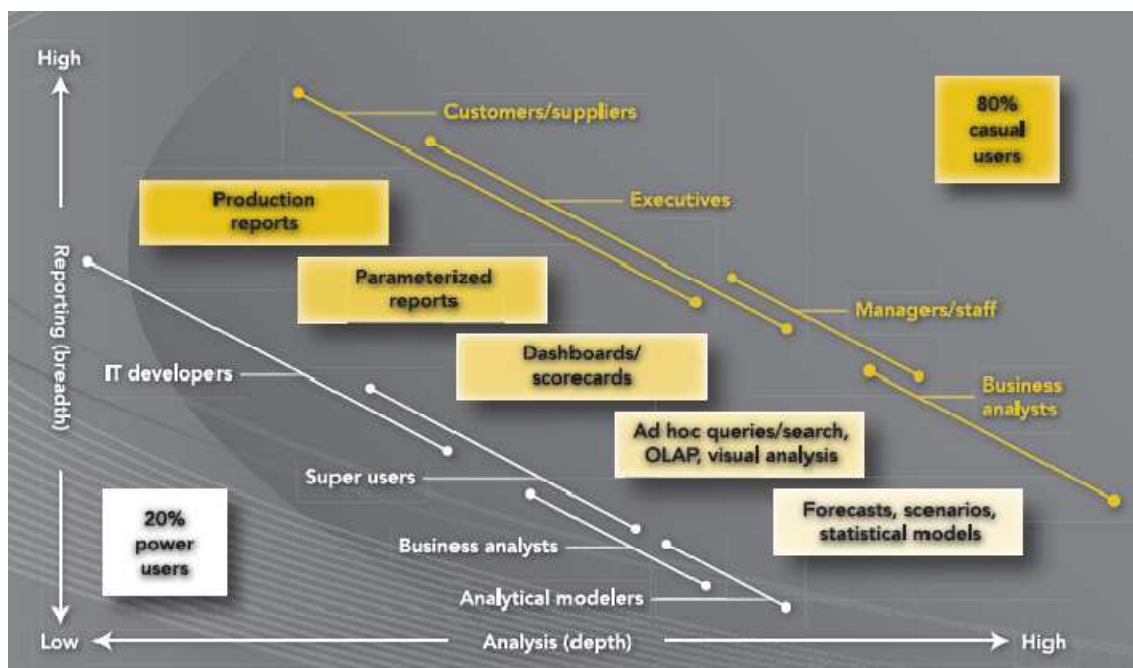 High
Customers/suppliers
80%
casual
users
Production
reports
Executives
Parameterized
reports
Reporting (breadth)
Managers/staff
Dashboards/
scorecards
IT developers
Business
analysts
Ad hoc queries/search,
OLAP, visual analysis
Super users
20%
power
users
Forecasts, scenarios,
statistical models
Business analysts
Analytical modelers
Low
Analysis (depth)
High